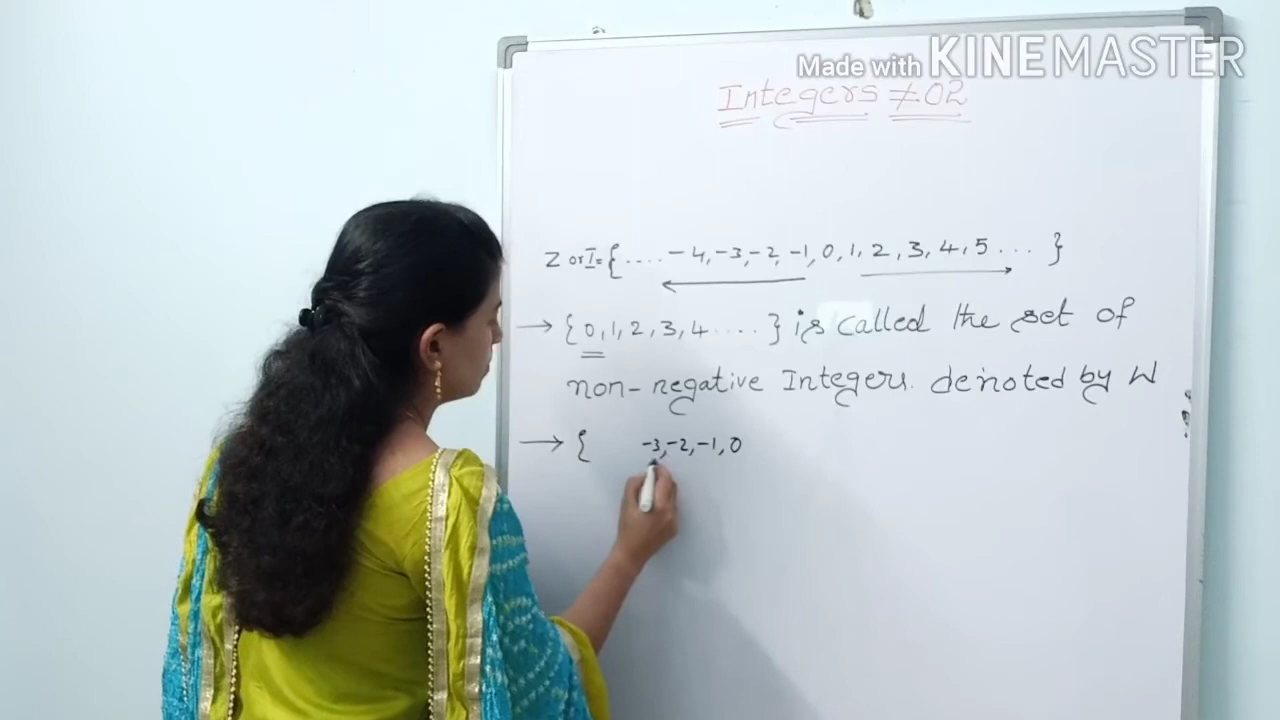 Made with KINEMASTER
Integers ≠02
Z or I = {.... -4, -3, -2, -1, 0, 1, 2, 3, 4, 5 ... }
→ { 0, 1, 2, 3, 4 .... } is called the set of
non-negative Integers. denoted by W
→ { -3, -2, -1, 0